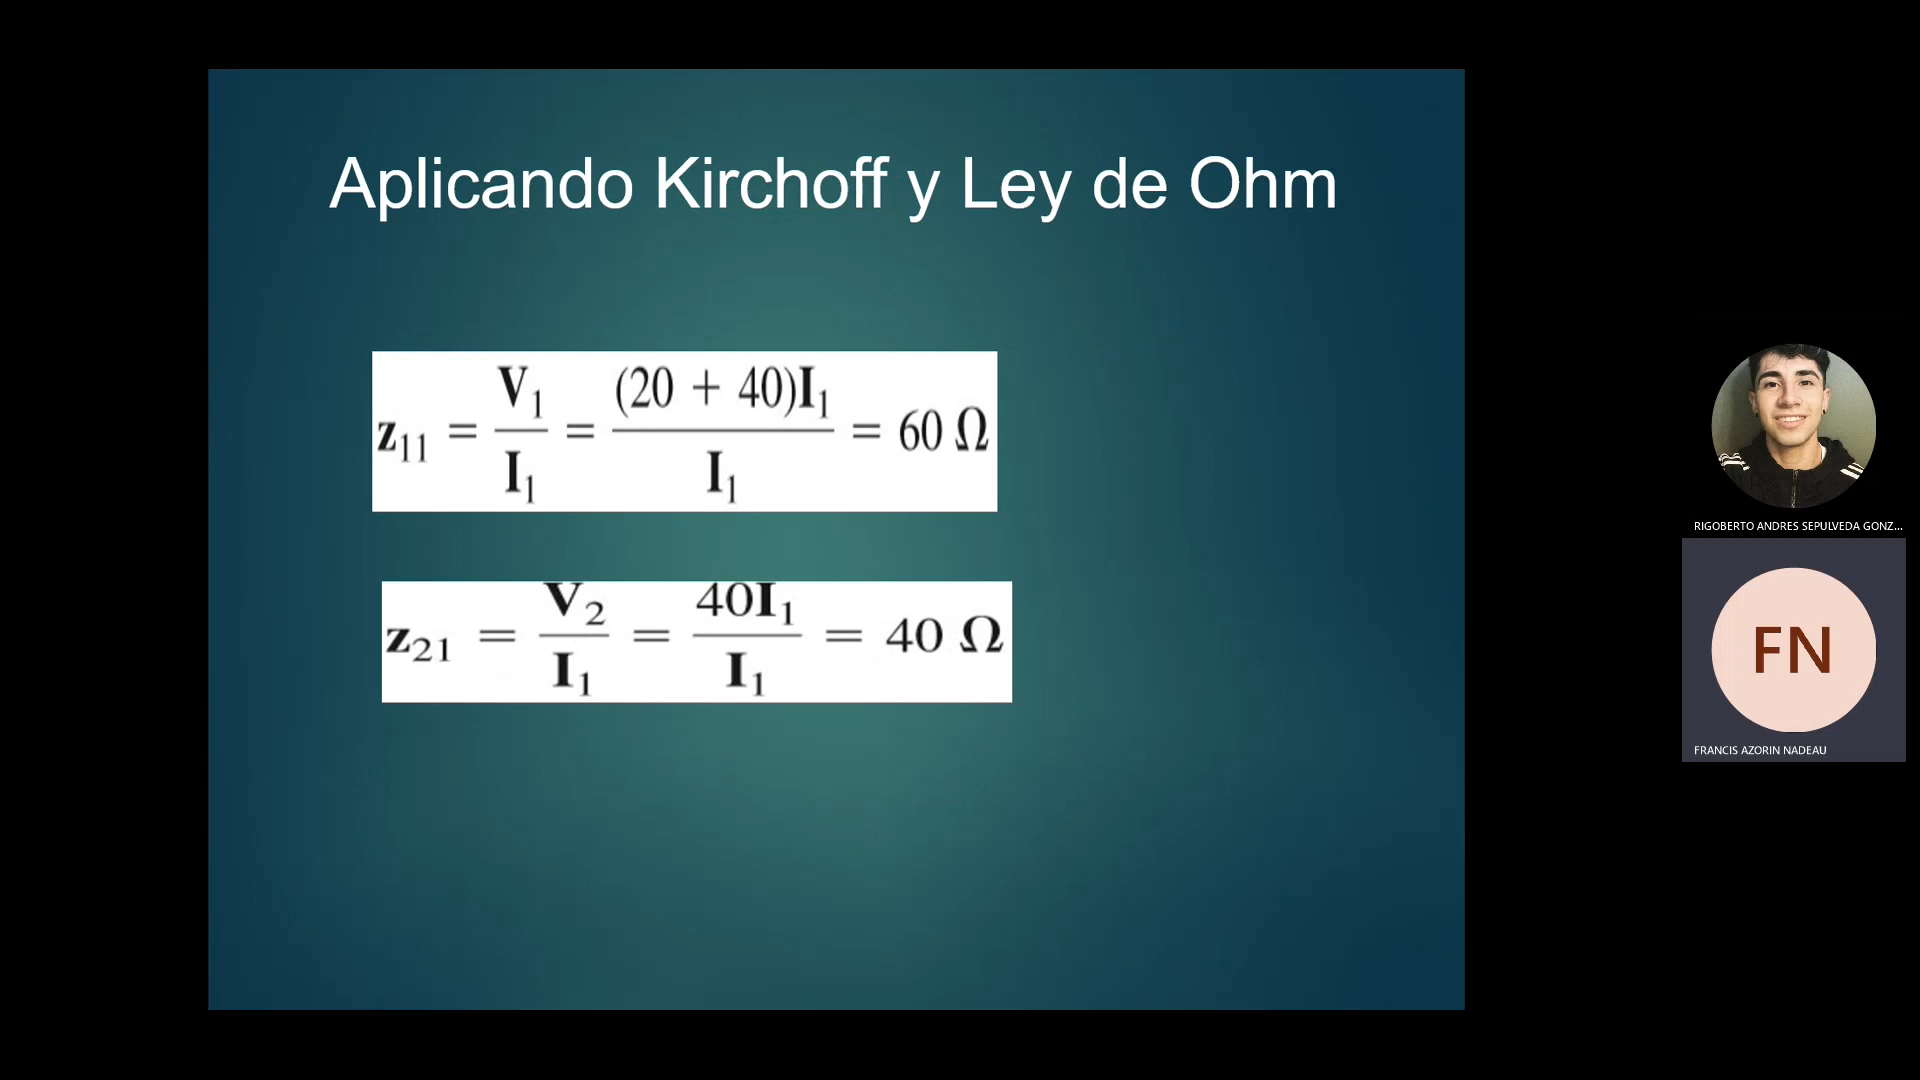 Aplicando Kirchoff y Ley de Ohm
z₁₁ = V₁ / I₁ = (20 + 40)I₁ / I₁ = 60 Ω
z₂₁ = V₂ / I₁ = 40I₁ / I₁ = 40 Ω
RIGOBERTO ANDRES SEPULVEDA GONZ...
FN
FRANCIS AZORIN NADEAU